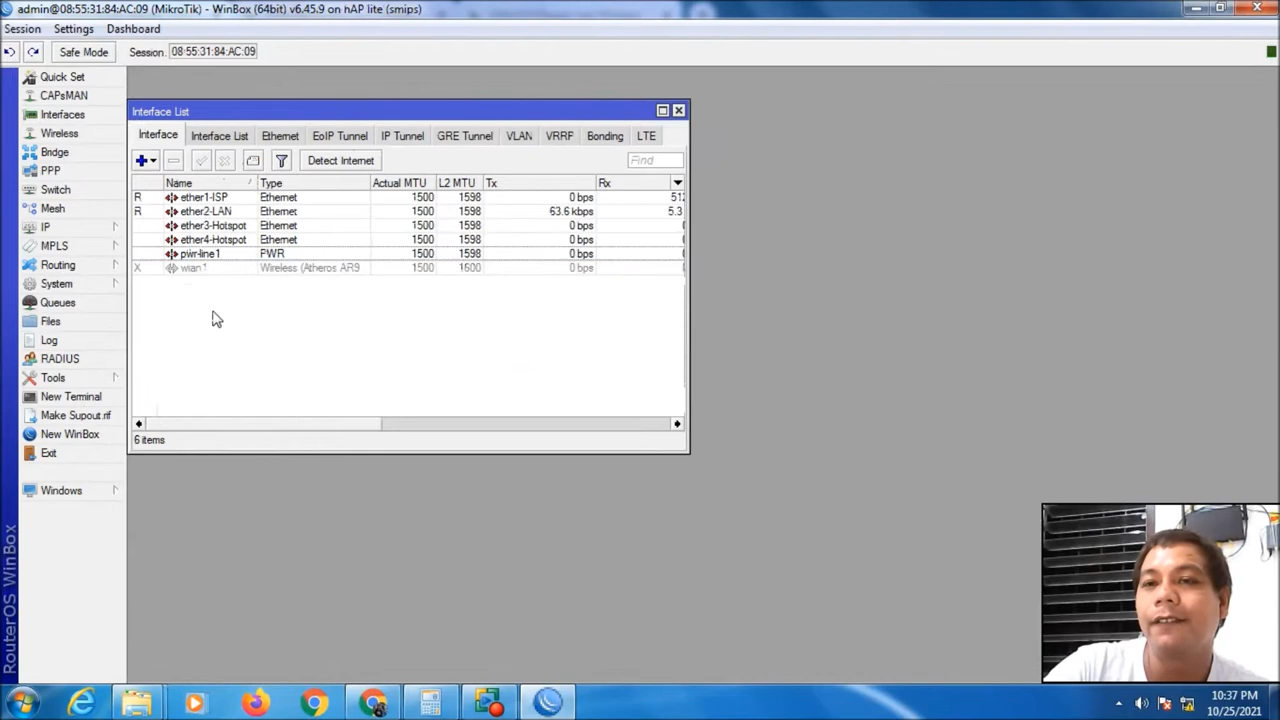 admin@08:55:31:84:AC:09 (MikroTik) - WinBox (64bit) v6.45.9 on hAP lite (smips)
Session Settings Dashboard
Safe Mode Session: 08:55:31:84:AC:09
Quick Set
CAPsMAN
Interfaces
Wireless
Bridge
PPP
Switch
Mesh
IP
MPLS
Routing
System
Queues
Files
Log
RADIUS
Tools
New Terminal
Make Supout.rif
New WinBox
Exit
Windows
RouterOS WinBox
Interface List
Interface Interface List Ethernet EoIP Tunnel IP Tunnel GRE Tunnel VLAN VRRP Bonding LTE
Detect Internet Find
Name Type Actual MTU L2 MTU Tx Rx
R ether1-ISP Ethernet 1500 1598 0 bps 512
R ether2-LAN Ethernet 1500 1598 63.6 kbps 5.3
ether3-Hotspot Ethernet 1500 1598 0 bps
ether4-Hotspot Ethernet 1500 1598 0 bps
pwr-line1 PWR 1500 1598 0 bps
X wlan1 Wireless (Atheros AR9 1500 1600 0 bps
6 items
10:37 PM
10/25/2021